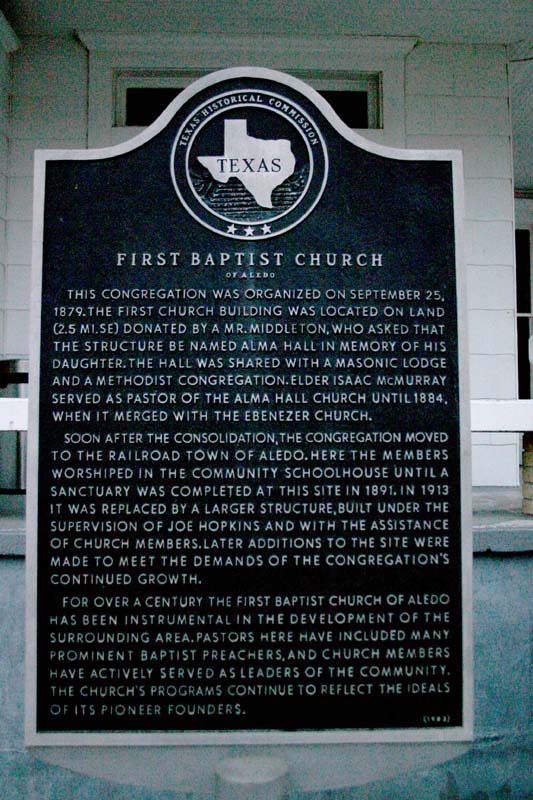 TEXAS HISTORICAL COMMISSION
TEXAS
FIRST BAPTIST CHURCH
OF ALEDO
THIS CONGREGATION WAS ORGANIZED ON SEPTEMBER 25,
1879. THE FIRST CHURCH BUILDING WAS LOCATED ON LAND
(2.5 MI. SE) DONATED BY A MR. MIDDLETON, WHO ASKED THAT
THE STRUCTURE BE NAMED ALMA HALL IN MEMORY OF HIS
DAUGHTER. THE HALL WAS SHARED WITH A MASONIC LODGE
AND A METHODIST CONGREGATION. ELDER ISAAC McMURRAY
SERVED AS PASTOR OF THE ALMA HALL CHURCH UNTIL 1884,
WHEN IT MERGED WITH THE EBENEZER CHURCH.
SOON AFTER THE CONSOLIDATION, THE CONGREGATION MOVED
TO THE RAILROAD TOWN OF ALEDO. HERE THE MEMBERS
WORSHIPED IN THE COMMUNITY SCHOOLHOUSE UNTIL A
SANCTUARY WAS COMPLETED AT THIS SITE IN 1891. IN 1913
IT WAS REPLACED BY A LARGER STRUCTURE, BUILT UNDER THE
SUPERVISION OF JOE HOPKINS AND WITH THE ASSISTANCE
OF CHURCH MEMBERS. LATER ADDITIONS TO THE SITE WERE
MADE TO MEET THE DEMANDS OF THE CONGREGATION'S
CONTINUED GROWTH.
FOR OVER A CENTURY THE FIRST BAPTIST CHURCH OF ALEDO
HAS BEEN INSTRUMENTAL IN THE DEVELOPMENT OF THE
SURROUNDING AREA. PASTORS HERE HAVE INCLUDED MANY
PROMINENT BAPTIST PREACHERS, AND CHURCH MEMBERS
HAVE ACTIVELY SERVED AS LEADERS OF THE COMMUNITY.
THE CHURCH'S PROGRAMS CONTINUE TO REFLECT THE IDEALS
OF ITS PIONEER FOUNDERS.
(1983)